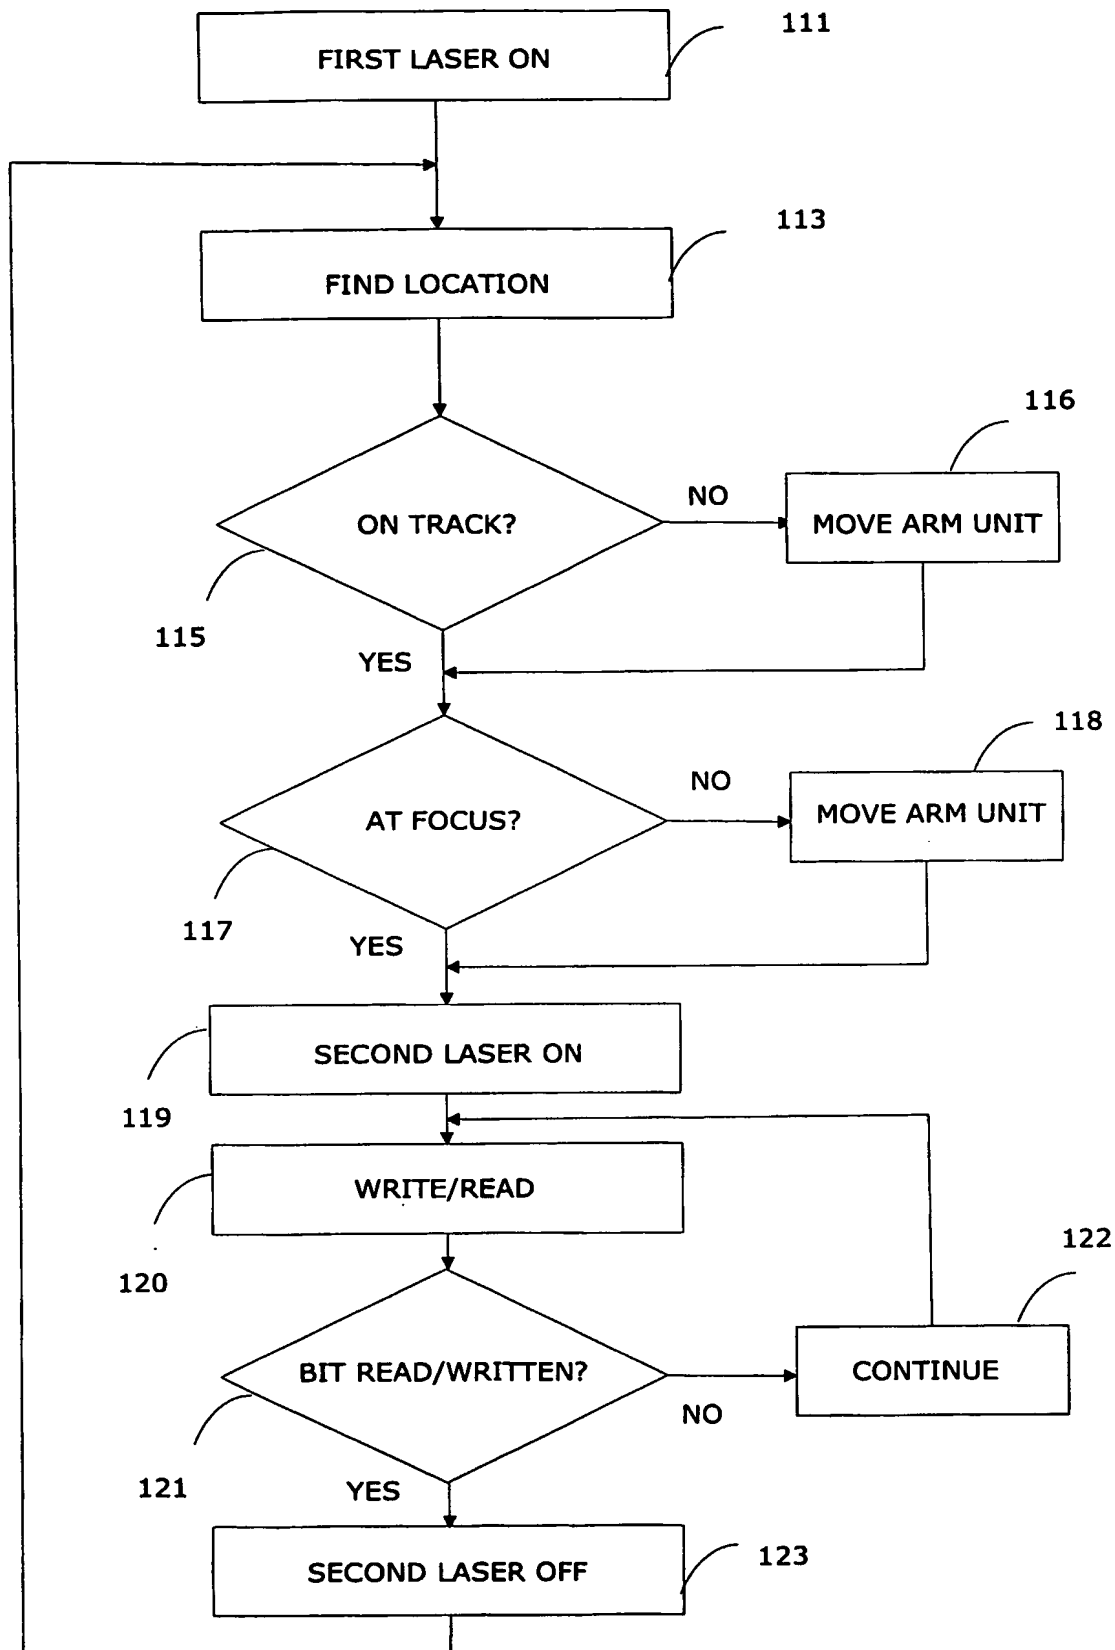 111
FIRST LASER ON
113
FIND LOCATION
116
NO
ON TRACK?
MOVE ARM UNIT
115
YES
118
NO
AT FOCUS?
MOVE ARM UNIT
117
YES
SECOND LASER ON
119
WRITE/READ
122
120
BIT READ/WRITTEN?
CONTINUE
NO
121
YES
123
SECOND LASER OFF